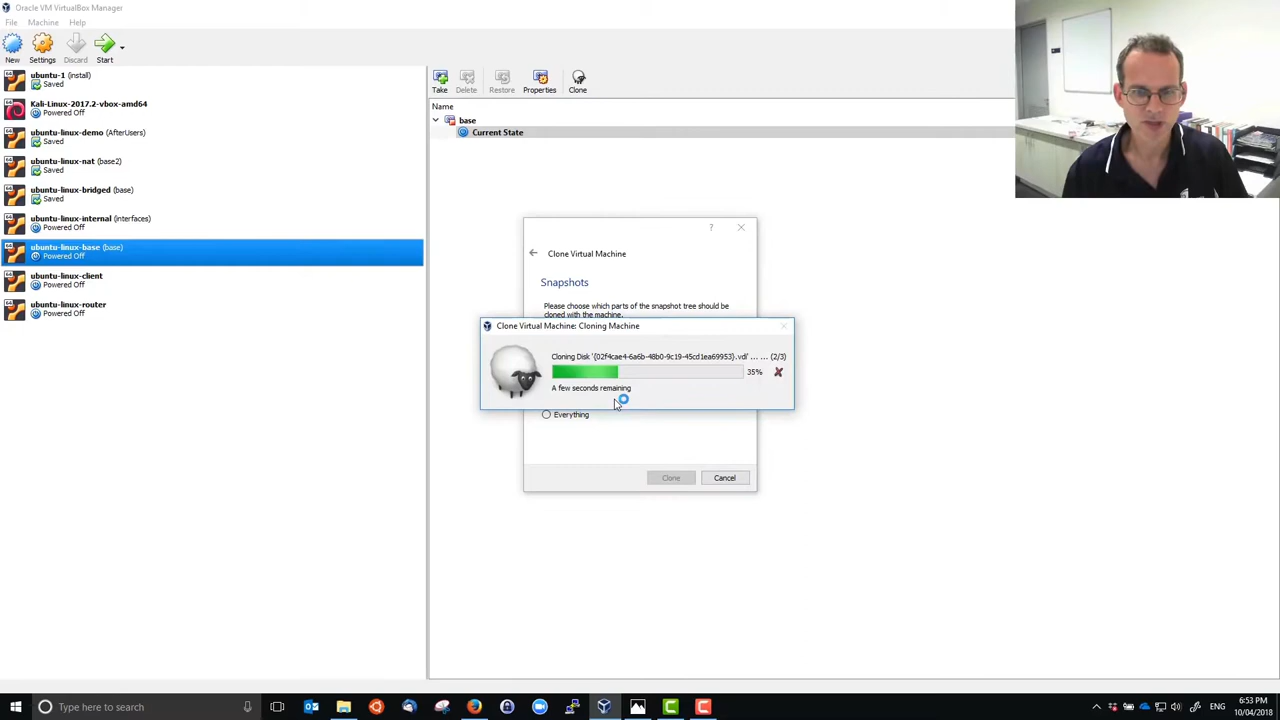 Oracle VM VirtualBox Manager
File Machine Help
New Settings Discard Start
Take Delete Restore Properties Clone
ubuntu-1 (install)
Saved
Kali-Linux-2017.2-vbox-amd64
Powered Off
ubuntu-linux-demo (AfterUsers)
Saved
ubuntu-linux-nat (base2)
Saved
ubuntu-linux-bridged (base)
Saved
ubuntu-linux-internal (interfaces)
Powered Off
ubuntu-linux-base (base)
Powered Off
ubuntu-linux-client
Powered Off
ubuntu-linux-router
Powered Off
Name
base
Current State
?
Clone Virtual Machine
Snapshots
Please choose which parts of the snapshot tree should be
cloned with the machine.
Clone Virtual Machine: Cloning Machine
Cloning Disk '{02f4cae4-6a6b-48b0-9c19-45cd1ea69953}.vdi' ... ... (2/3)
35%
A few seconds remaining
Everything
Clone Cancel
Type here to search
ENG
6:53 PM
10/04/2018